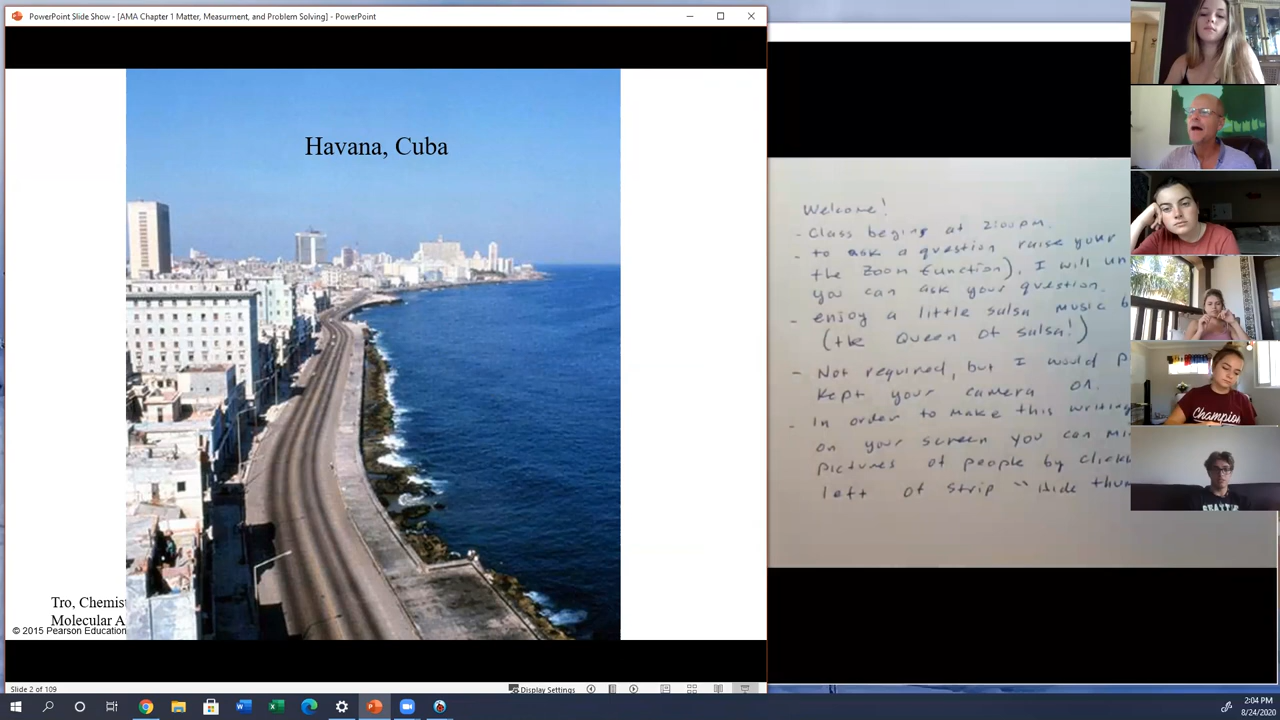 PowerPoint Slide Show - [AMA Chapter 1 Matter, Measurment, and Problem Solving] - PowerPoint
Havana, Cuba
Tro, Chemist
Molecular A
© 2015 Pearson Education
Slide 2 of 109
Display Settings
Welcome!
- Class begins at 2:00 pm.
- to ask a question raise your
the Zoom function). I will un
you can ask your question.
- enjoy a little salsa music b
(the Queen of salsa!)
- Not required, but I would p
kept your camera on.
- In order to make this writing
on your screen you can mi
pictures of people by click
left of strip "Hide thum
Champion
SEATTLE
2:04 PM
8/24/2020